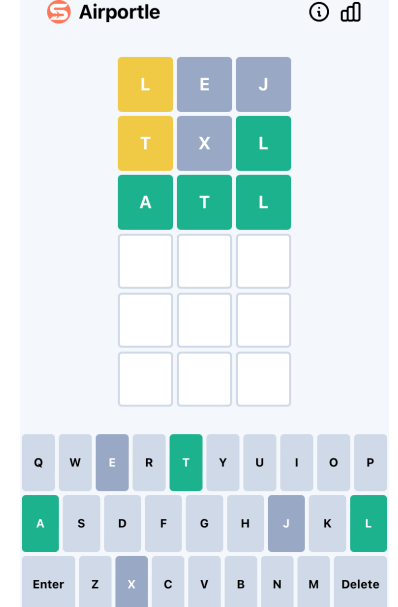 Airportle
L E J
T X L
A T L
Q W E R T Y U I O P
A S D F G H J K L
Enter Z X C V B N M Delete